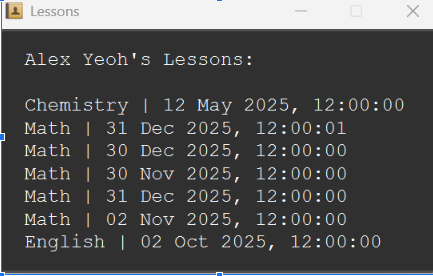 Lessons
Alex Yeoh's Lessons:
Chemistry | 12 May 2025, 12:00:00
Math | 31 Dec 2025, 12:00:01
Math | 30 Dec 2025, 12:00:00
Math | 30 Nov 2025, 12:00:00
Math | 31 Dec 2025, 12:00:00
Math | 02 Nov 2025, 12:00:00
English | 02 Oct 2025, 12:00:00